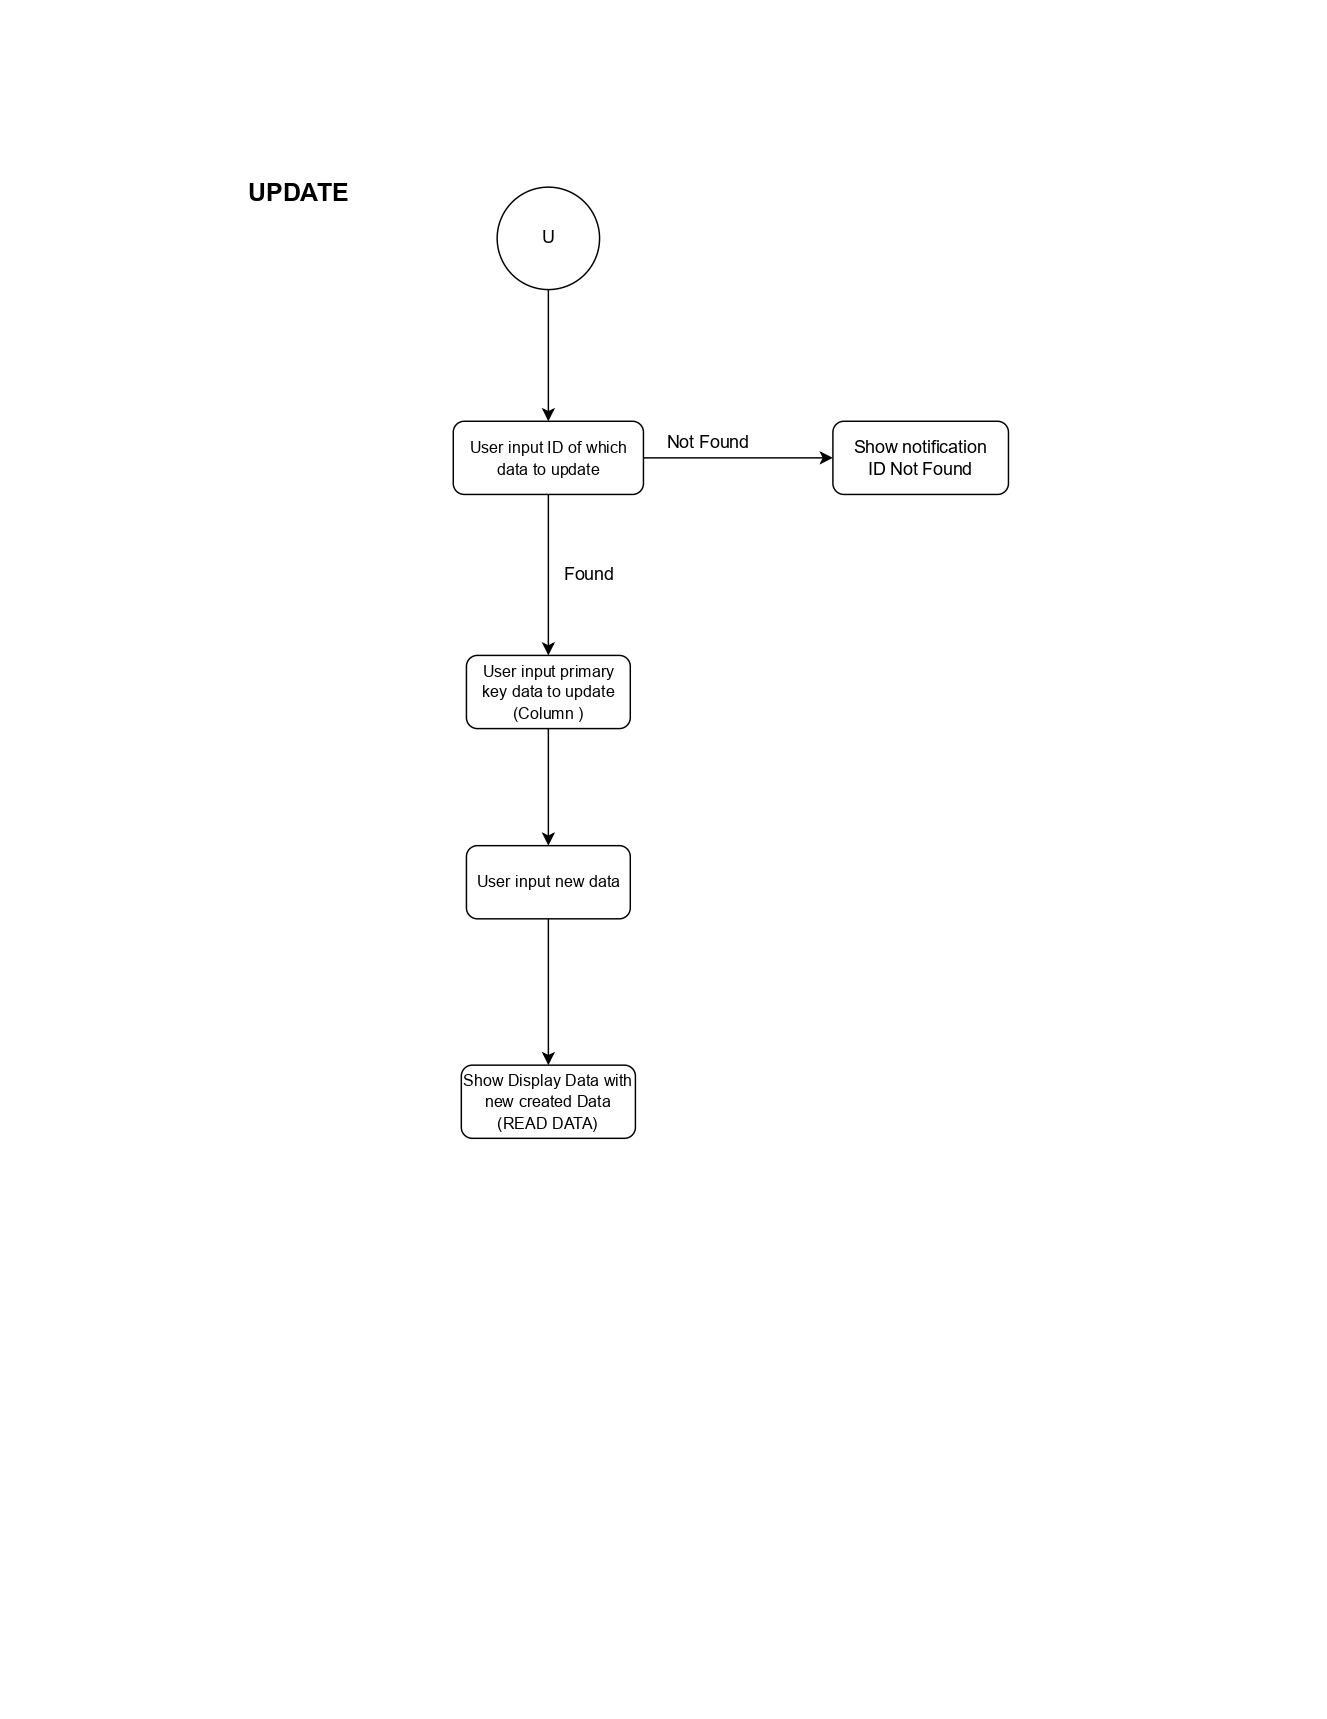 UPDATE
U
User input ID of which
data to update
Not Found
Show notification
ID Not Found
Found
User input primary
key data to update
(Column )
User input new data
Show Display Data with
new created Data
(READ DATA)